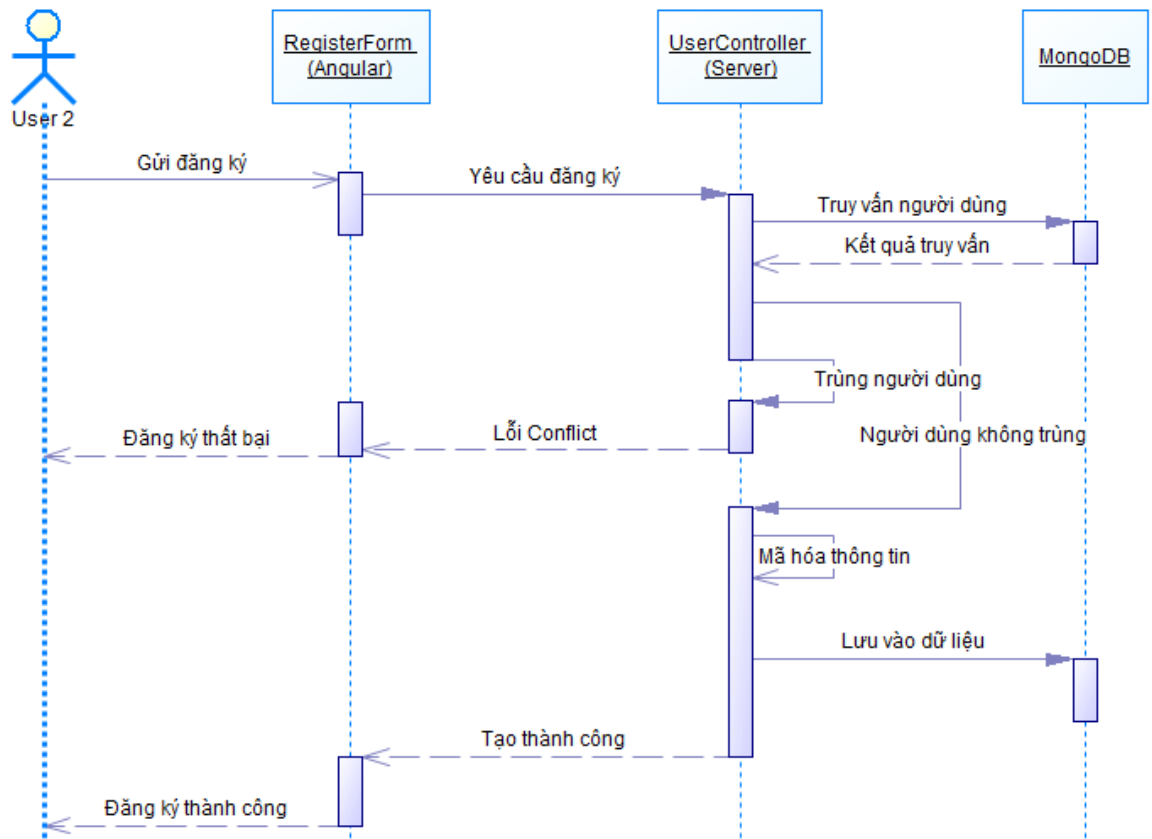 RegisterForm
(Angular)
UserController
(Server)
MongoDB
User 2
Gửi đăng ký
Yêu cầu đăng ký
Truy vấn người dùng
Kết quả truy vấn
Trùng người dùng
Người dùng không trùng
Lỗi Conflict
Đăng ký thất bại
Mã hóa thông tin
Lưu vào dữ liệu
Tạo thành công
Đăng ký thành công